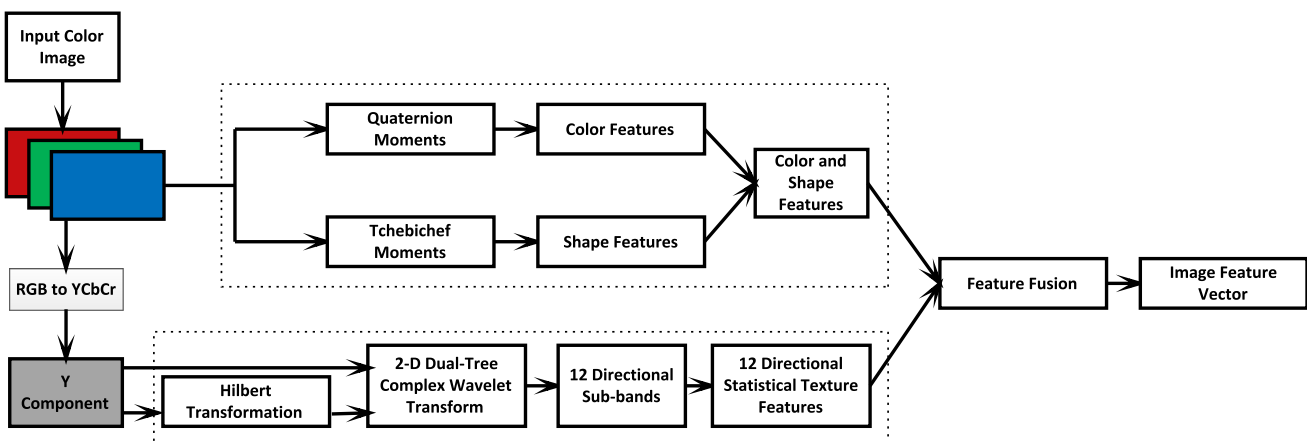 Input Color
Image
Quaternion
Moments
Color Features
Color and
Shape
Features
Tchebichef
Moments
Shape Features
RGB to YCbCr
Feature Fusion
Image Feature
Vector
Y
Component
Hilbert
Transformation
2-D Dual-Tree
Complex Wavelet
Transform
12 Directional
Sub-bands
12 Directional
Statistical Texture
Features